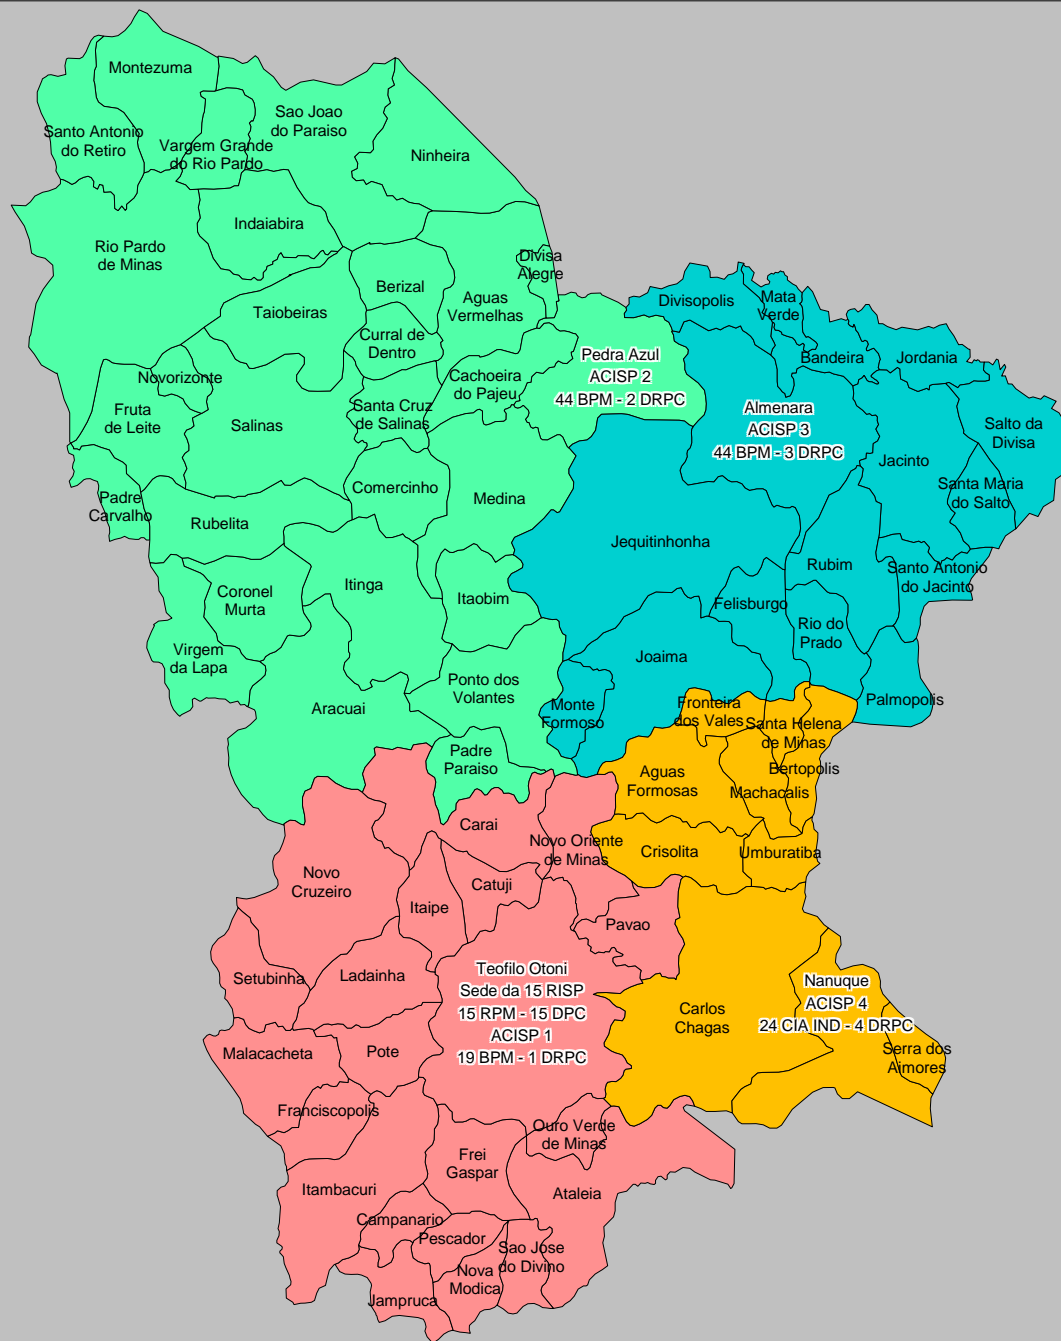 Montezuma
Santo Antonio
do Retiro
Vargem Grande
do Rio Pardo
Sao Joao
do Paraiso
Ninheira
Indaiabira
Rio Pardo
de Minas
Divisa
Alegre
Berizal
Aguas
Vermelhas
Taiobeiras
Curral de
Dentro
Divisopolis
Mata
Verde
Bandeira
Jordania
Pedra Azul
ACISP 2
44 BPM - 2 DRPC
Novorizonte
Cachoeira
do Pajeu
Fruta
de Leite
Salinas
Santa Cruz
de Salinas
Almenara
ACISP 3
44 BPM - 3 DRPC
Salto da
Divisa
Jacinto
Santa Maria
do Salto
Padre
Carvalho
Rubelita
Comercinho
Medina
Jequitinhonha
Rubim
Santo Antonio
do Jacinto
Coronel
Murta
Itinga
Itaobim
Felisburgo
Rio do
Prado
Virgem
da Lapa
Joaima
Aracuai
Ponto dos
Volantes
Monte
Formoso
Fronteira
dos Vales
Santa Helena
de Minas
Palmopolis
Padre
Paraiso
Aguas
Formosas
Bertopolis
Machacalis
Carai
Novo Oriente
de Minas
Crisolita
Umburatiba
Novo
Cruzeiro
Catuji
Itaipe
Pavao
Setubinha
Ladainha
Teofilo Otoni
Sede da 15 RISP
15 RPM - 15 DPC
ACISP 1
19 BPM - 1 DRPC
Carlos
Chagas
Nanuque
ACISP 4
24 CIA IND - 4 DRPC
Serra dos
Aimores
Malacacheta
Pote
Franciscopolis
Ouro Verde
de Minas
Frei
Gaspar
Itambacuri
Ataleia
Campanario
Pescador
Sao Jose
do Divino
Nova
Modica
Jampruca